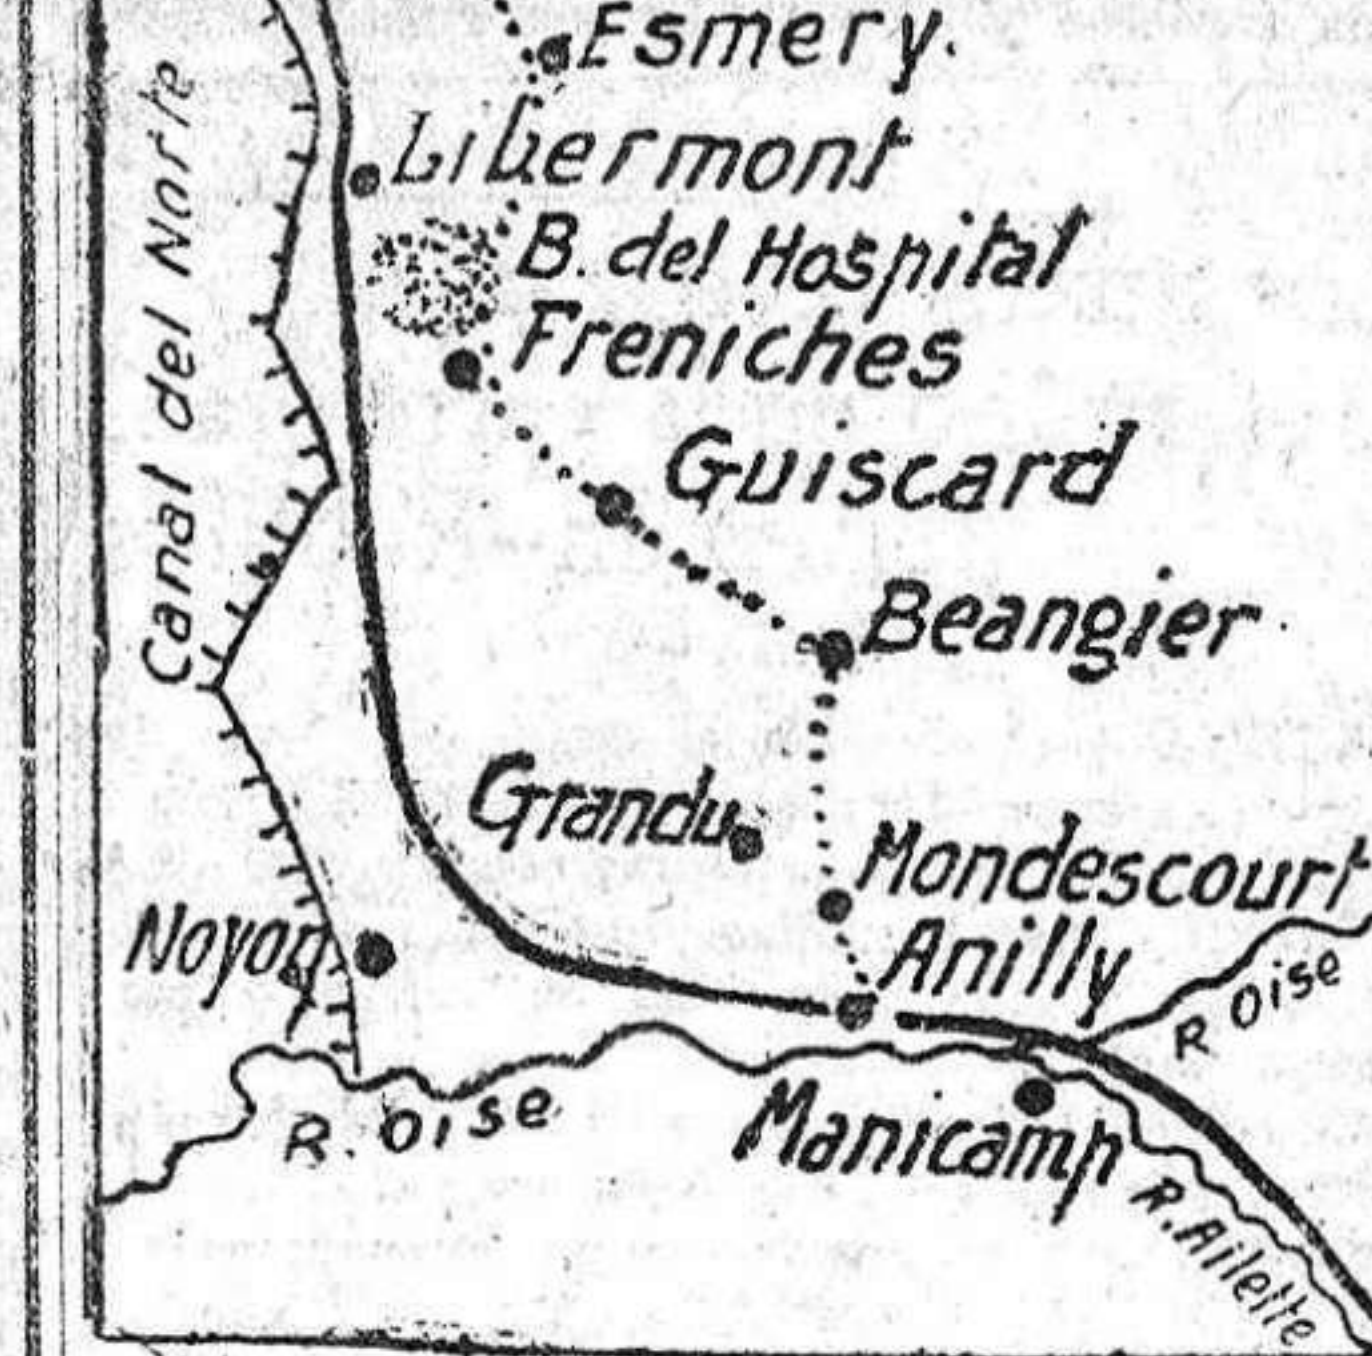 Esmery.
Libermont
B. del Hospital
Freniches
Canal del Norte
Guiscard
Beangier
Grandu
Mondescourt
Noyon
Anilly
R Oise
R. Oise
Manicamp
R. Ailette